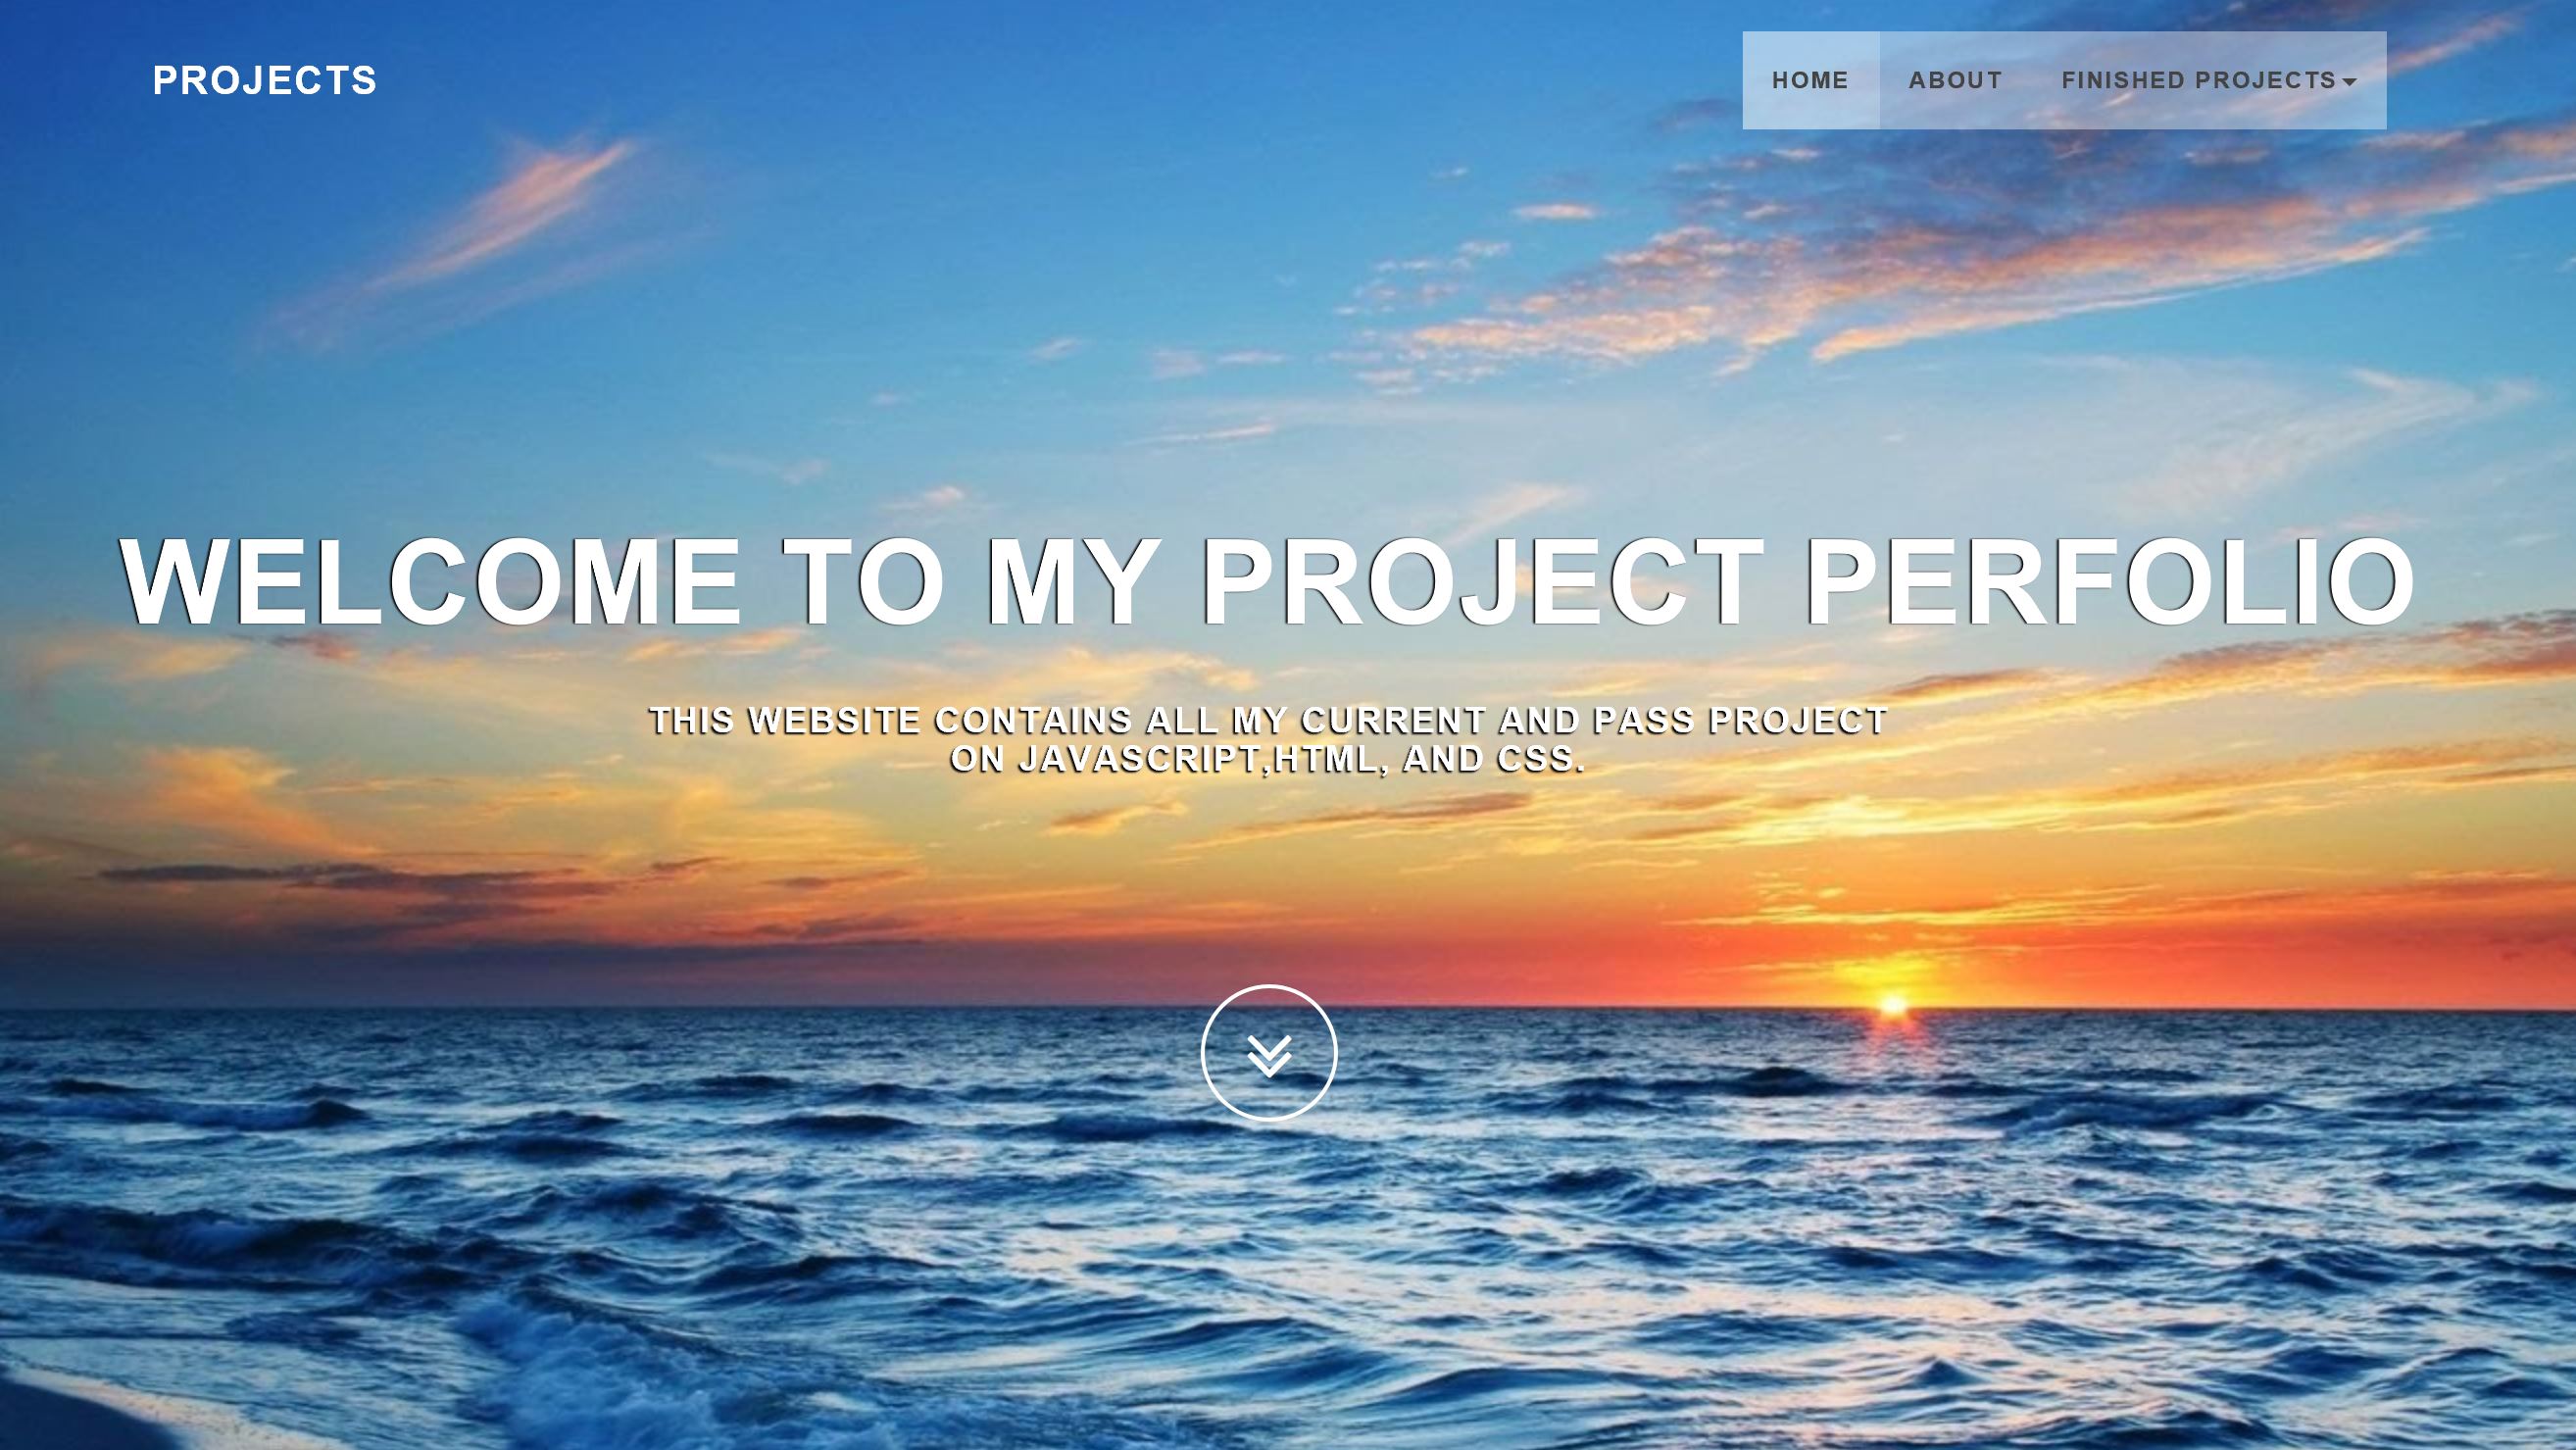 PROJECTS
HOME ABOUT FINISHED PROJECTS
WELCOME TO MY PROJECT PERFOLIO
THIS WEBSITE CONTAINS ALL MY CURRENT AND PASS PROJECT
ON JAVASCRIPT,HTML, AND CSS.